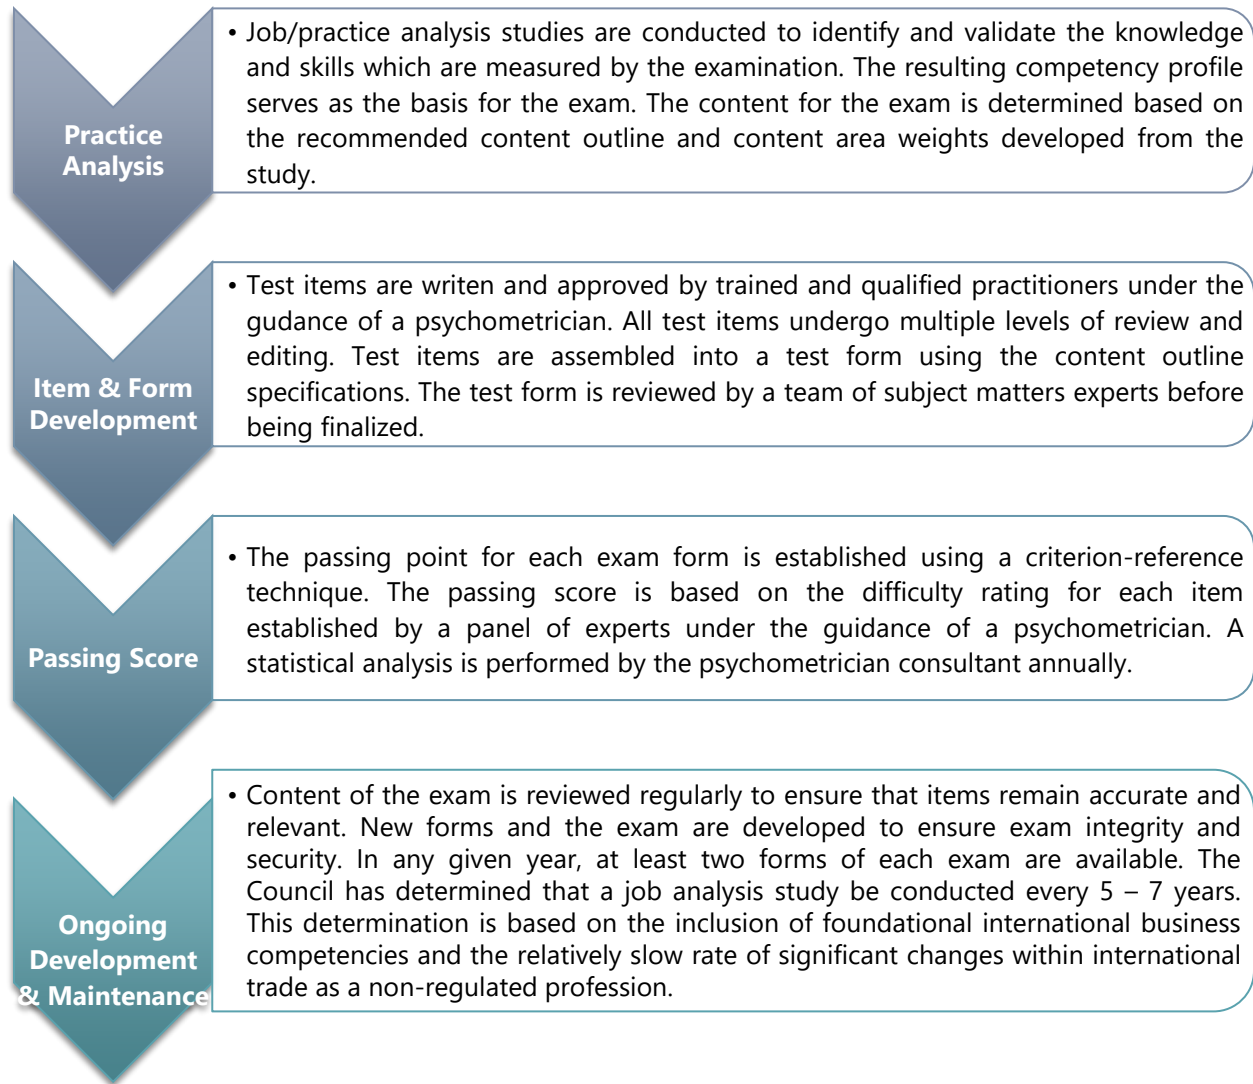 Practice
Analysis
• Job/practice analysis studies are conducted to identify and validate the knowledge
and skills which are measured by the examination. The resulting competency profile
serves as the basis for the exam. The content for the exam is determined based on
the recommended content outline and content area weights developed from the
study.
Item & Form
Development
• Test items are writen and approved by trained and qualified practitioners under the
gudance of a psychometrician. All test items undergo multiple levels of review and
editing. Test items are assembled into a test form using the content outline
specifications. The test form is reviewed by a team of subject matters experts before
being finalized.
Passing Score
• The passing point for each exam form is established using a criterion-reference
technique. The passing score is based on the difficulty rating for each item
established by a panel of experts under the guidance of a psychometrician. A
statistical analysis is performed by the psychometrician consultant annually.
Ongoing
Development
& Maintenance
• Content of the exam is reviewed regularly to ensure that items remain accurate and
relevant. New forms and the exam are developed to ensure exam integrity and
security. In any given year, at least two forms of each exam are available. The
Council has determined that a job analysis study be conducted every 5 – 7 years.
This determination is based on the inclusion of foundational international business
competencies and the relatively slow rate of significant changes within international
trade as a non-regulated profession.